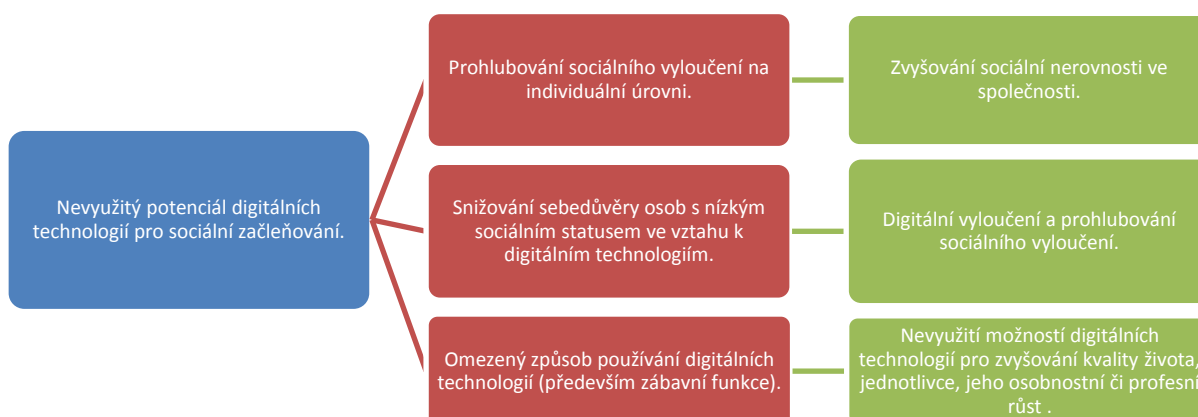 Nevyužitý potenciál digitálních
technologií pro sociální začleňování.
Prohlubování sociálního vyloučení na
individuální úrovni.
Zvyšování sociální nerovnosti ve
společnosti.
Snižování sebedůvěry osob s nízkým
sociálním statusem ve vztahu k
digitálním technologiím.
Digitální vyloučení a prohlubování
sociálního vyloučení.
Omezený způsob používání digitálních
technologií (především zábavní funkce).
Nevyužití možností digitálních
technologií pro zvyšování kvality života,
jednotlivce, jeho osobnostní či profesní
růst .